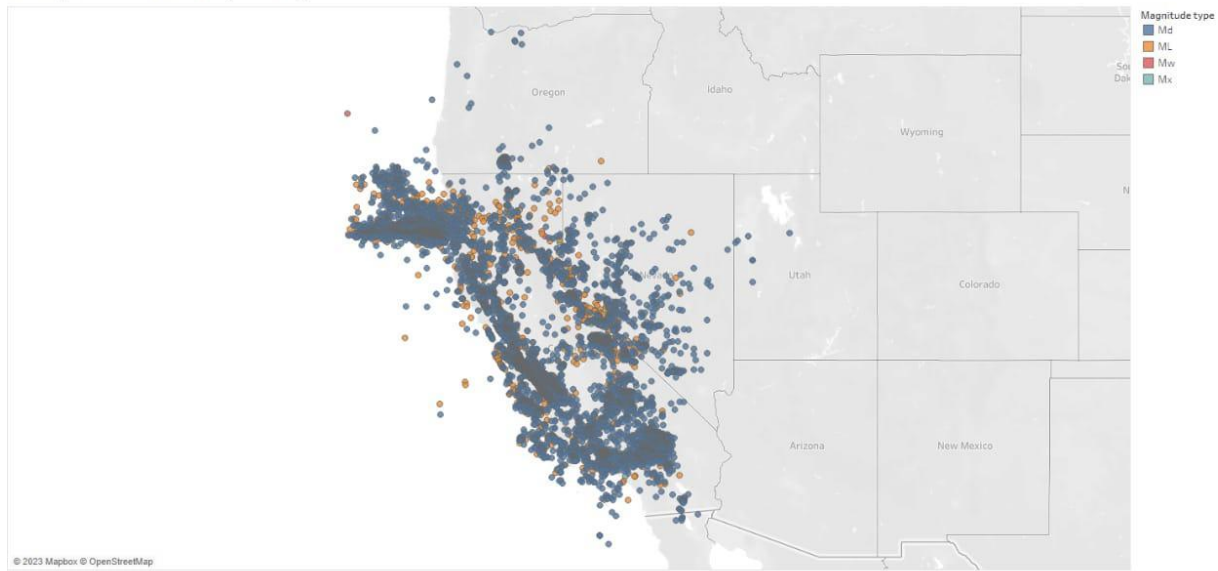 Magnitude type
Md
ML
Mw
Mx
Oregon
Idaho
Wyoming
Utah
Colorado
Arizona
New Mexico
© 2023 Mapbox © OpenStreetMap